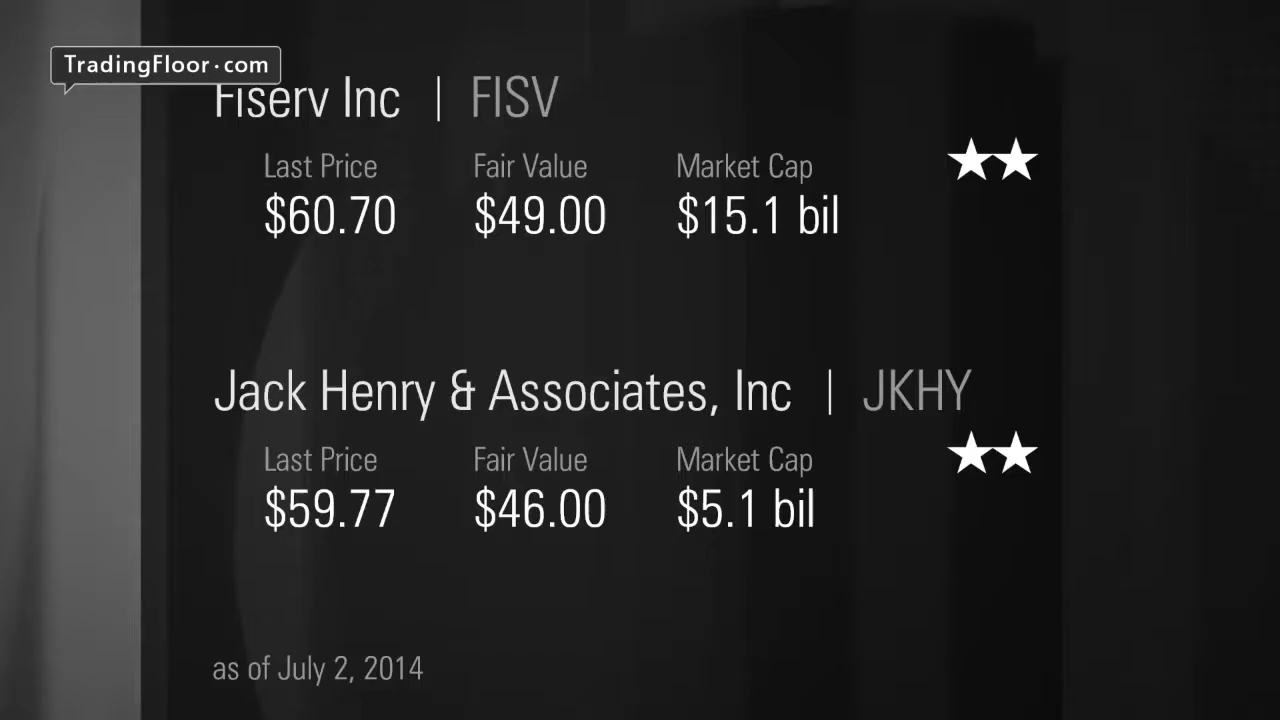 TradingFloor·com
Fiserv Inc | FISV
Last Price Fair Value Market Cap
$60.70 $49.00 $15.1 bil
Jack Henry & Associates, Inc | JKHY
Last Price Fair Value Market Cap
$59.77 $46.00 $5.1 bil
as of July 2, 2014